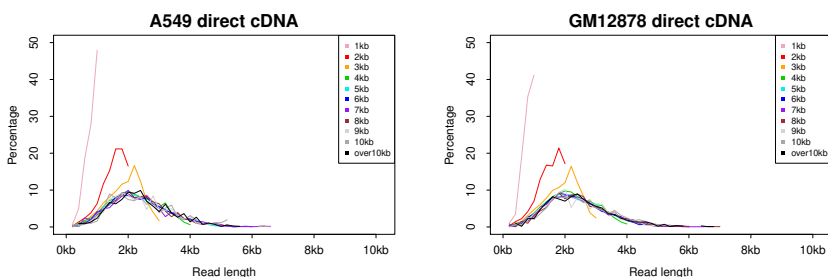 A549 direct cDNA
Percentage
50
40
30
20
10
0
1kb
2kb
3kb
4kb
5kb
6kb
7kb
8kb
9kb
10kb
over10kb
0kb 2kb 4kb 6kb 8kb 10kb
Read length
GM12878 direct cDNA
Percentage
50
40
30
20
10
0
1kb
2kb
3kb
4kb
5kb
6kb
7kb
8kb
9kb
10kb
over10kb
0kb 2kb 4kb 6kb 8kb 10kb
Read length